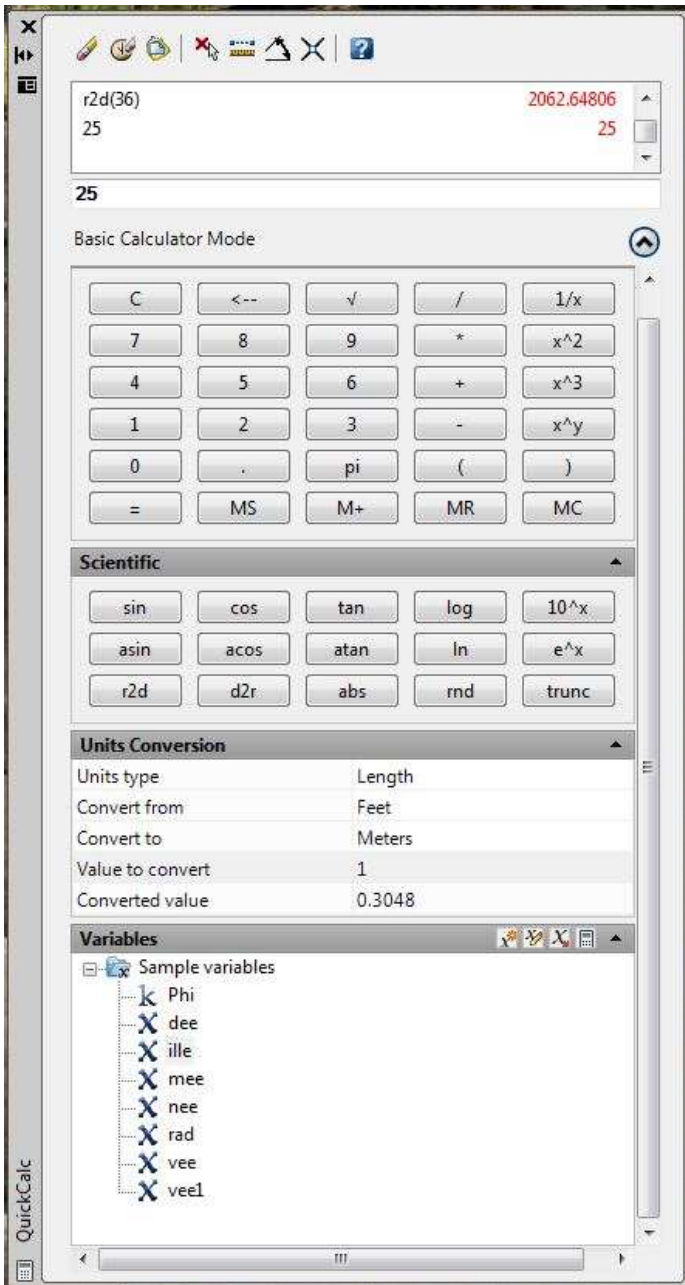 r2d(36) 2062.64806
25 25
25
Basic Calculator Mode
C <-- √ / 1/x
7 8 9 * x^2
4 5 6 + x^3
1 2 3 - x^y
0 . pi ( )
= MS M+ MR MC
Scientific
sin cos tan log 10^x
asin acos atan ln e^x
r2d d2r abs rnd trunc
Units Conversion
Units type Length
Convert from Feet
Convert to Meters
Value to convert 1
Converted value 0.3048
Variables
Sample variables
k Phi
X dee
X ille
X mee
X nee
X rad
X vee
X vee1
QuickCalc